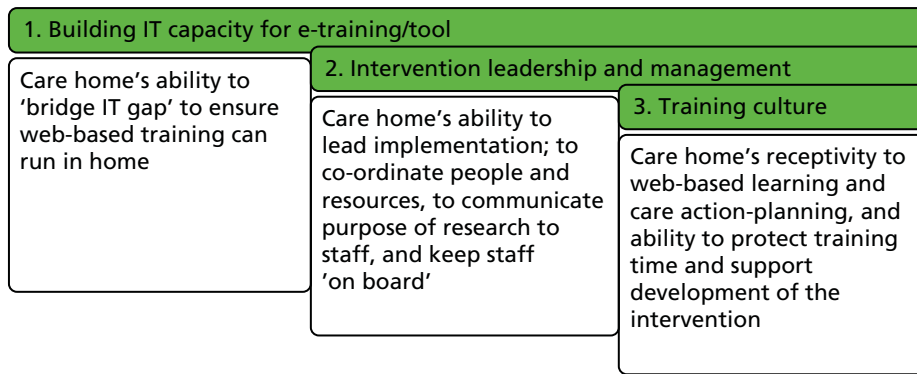 1. Building IT capacity for e-training/tool
Care home’s ability to
‘bridge IT gap’ to ensure
web-based training can
run in home
2. Intervention leadership and management
Care home’s ability to
lead implementation; to
co-ordinate people and
resources, to communicate
purpose of research to
staff, and keep staff
’on board’
3. Training culture
Care home’s receptivity to
web-based learning and
care action-planning, and
ability to protect training
time and support
development of the
intervention